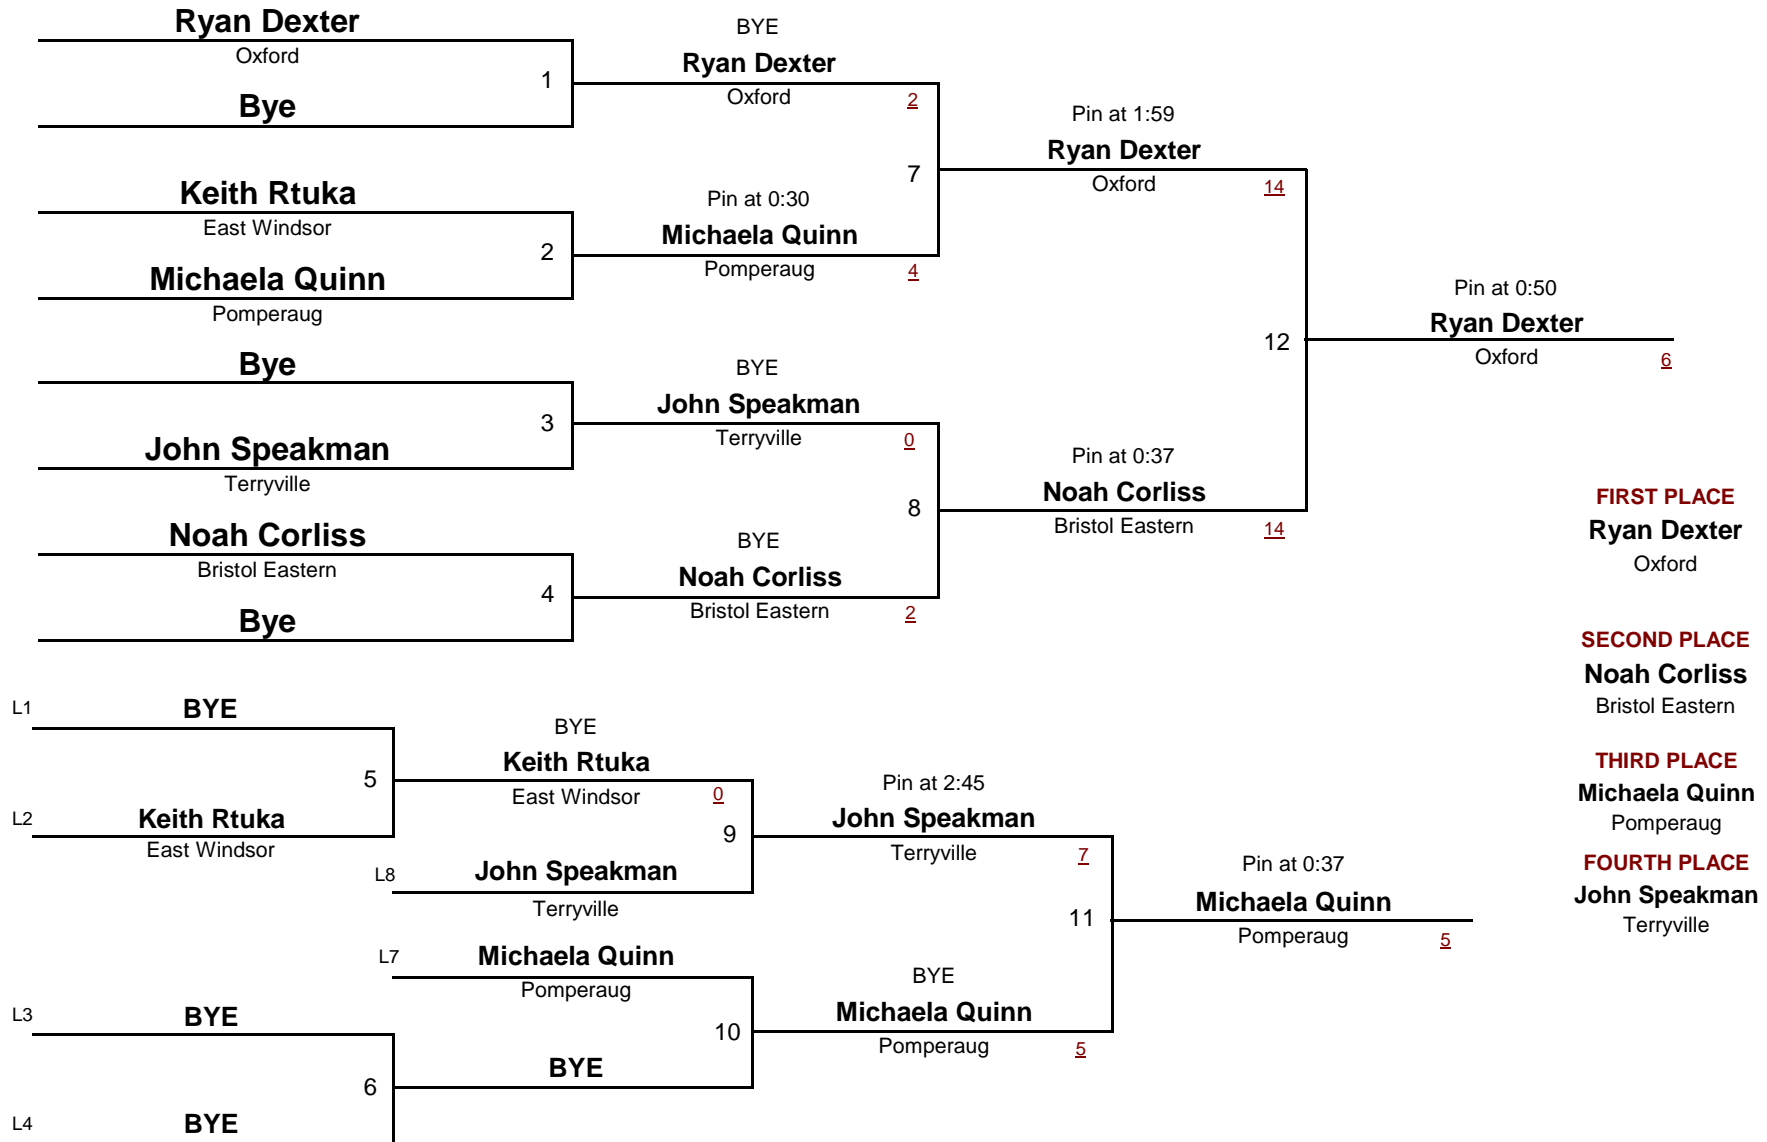 Ryan Dexter
Oxford
1
Bye
BYE
Ryan Dexter
Oxford
2
Keith Rtuka
East Windsor
2
Michaela Quinn
Pomperaug
7
Pin at 0:30
Michaela Quinn
Pomperaug
4
Pin at 1:59
Ryan Dexter
Oxford
14
Bye
3
John Speakman
Terryville
BYE
John Speakman
Terryville
0
Noah Corliss
Bristol Eastern
4
Bye
8
BYE
Noah Corliss
Bristol Eastern
2
Pin at 0:37
Noah Corliss
Bristol Eastern
14
12
Pin at 0:50
Ryan Dexter
Oxford
6
FIRST PLACE
Ryan Dexter
Oxford
SECOND PLACE
Noah Corliss
Bristol Eastern
THIRD PLACE
Michaela Quinn
Pomperaug
FOURTH PLACE
John Speakman
Terryville
L1
BYE
5
L2
Keith Rtuka
East Windsor
BYE
Keith Rtuka
East Windsor
0
9
L8
John Speakman
Terryville
Pin at 2:45
John Speakman
Terryville
7
L7
Michaela Quinn
Pomperaug
10
L3
BYE
6
BYE
L4
BYE
11
BYE
Michaela Quinn
Pomperaug
5
Pin at 0:37
Michaela Quinn
Pomperaug
5